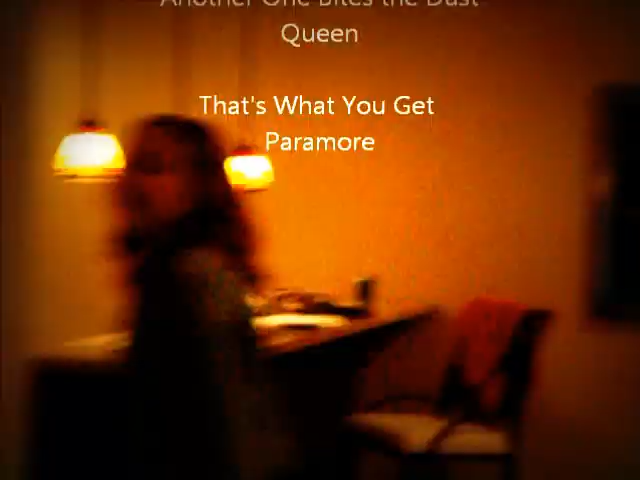 Another One Bites the Dust
Queen
That's What You Get
Paramore